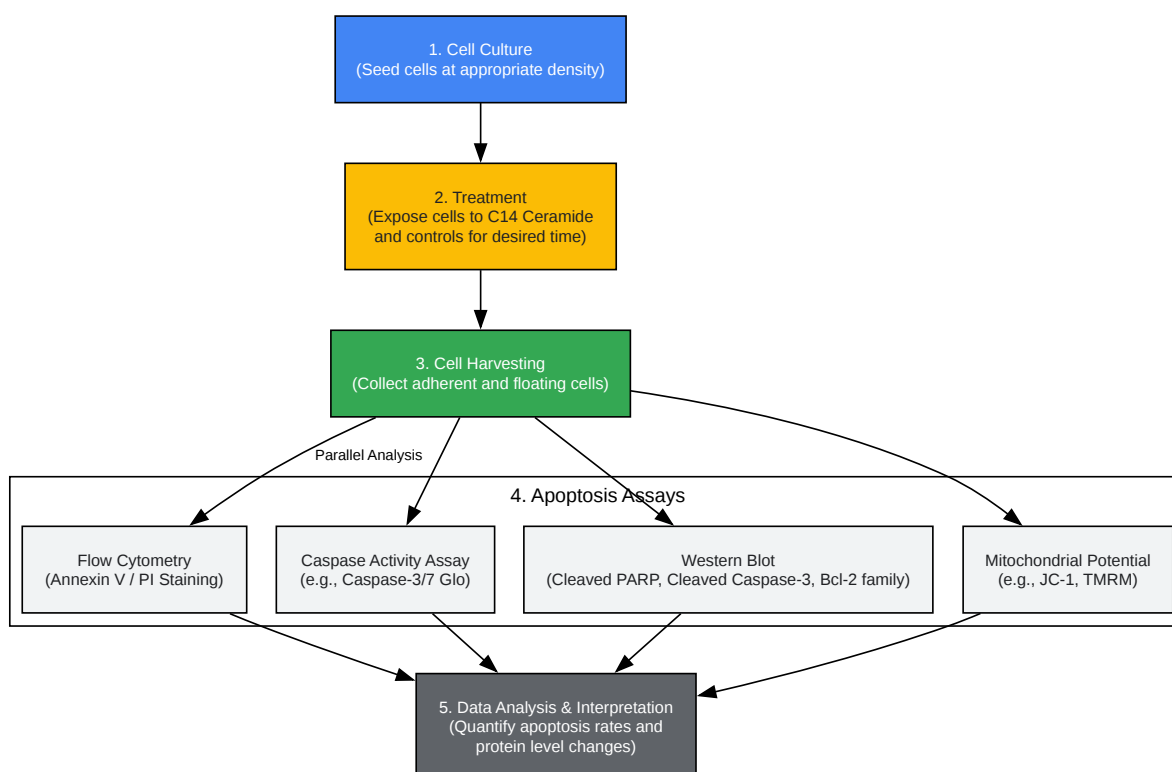 1. Cell Culture
(Seed cells at appropriate density)
2. Treatment
(Expose cells to C14 Ceramide
and controls for desired time)
3. Cell Harvesting
(Collect adherent and floating cells)
Parallel Analysis
4. Apoptosis Assays
Flow Cytometry
(Annexin V / PI Staining)
Caspase Activity Assay
(e.g., Caspase-3/7 Glo)
Western Blot
(Cleaved PARP, Cleaved Caspase-3, Bcl-2 family)
Mitochondrial Potential
(e.g., JC-1, TMRM)
5. Data Analysis & Interpretation
(Quantify apoptosis rates and
protein level changes)